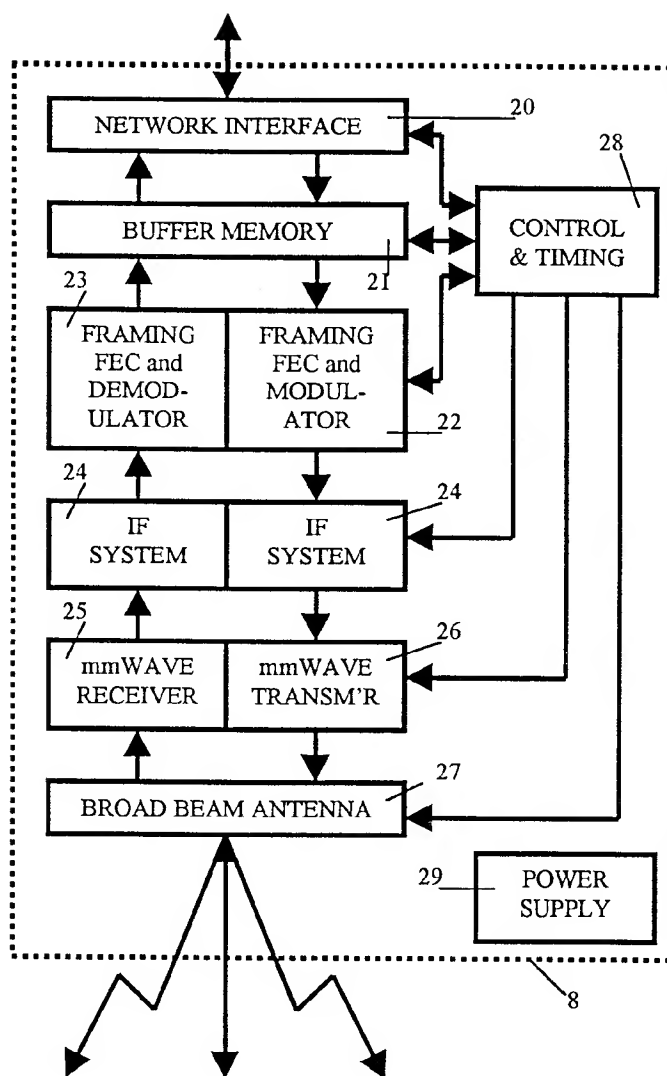 NETWORK INTERFACE
20
28
BUFFER MEMORY
21
CONTROL
& TIMING
23
FRAMING
FEC and
DEMOD-
ULATOR
FRAMING
FEC and
MODUL-
ATOR
22
24
IF
SYSTEM
24
IF
SYSTEM
25
mmWAVE
RECEIVER
26
mmWAVE
TRANSM'R
27
BROAD BEAM ANTENNA
29
POWER
SUPPLY
8